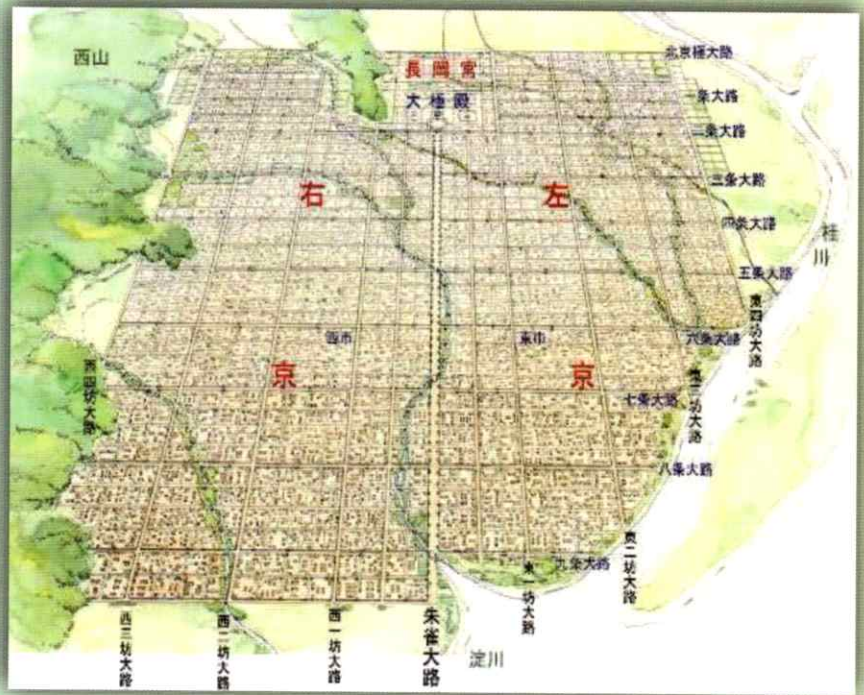 西山
北京極大路
長岡宮
大極殿
一条大路
二条大路
三条大路
右
左
四条大路
桂川
五条大路
東四坊大路
西市
東市
六条大路
京
京
西四坊大路
七条大路
東三坊大路
八条大路
九条大路
東二坊大路
東一坊大路
朱雀大路
西一坊大路
西二坊大路
西三坊大路
淀川